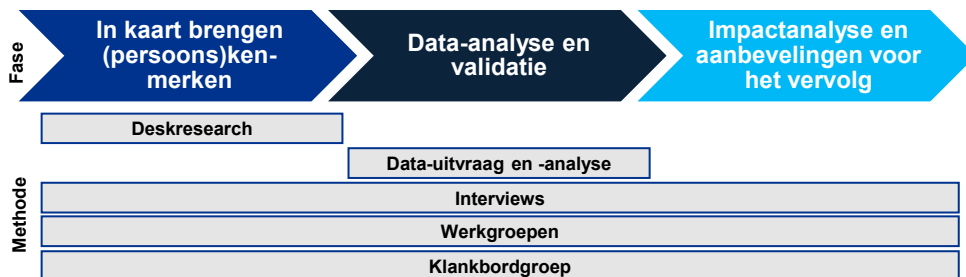 Fase
In kaart brengen
(persoons)ken-
merken
Data-analyse en
validatie
Impactanalyse en
aanbevelingen voor
het vervolg
Methode
Deskresearch
Data-uitvraag en -analyse
Interviews
Werkgroepen
Klankbordgroep